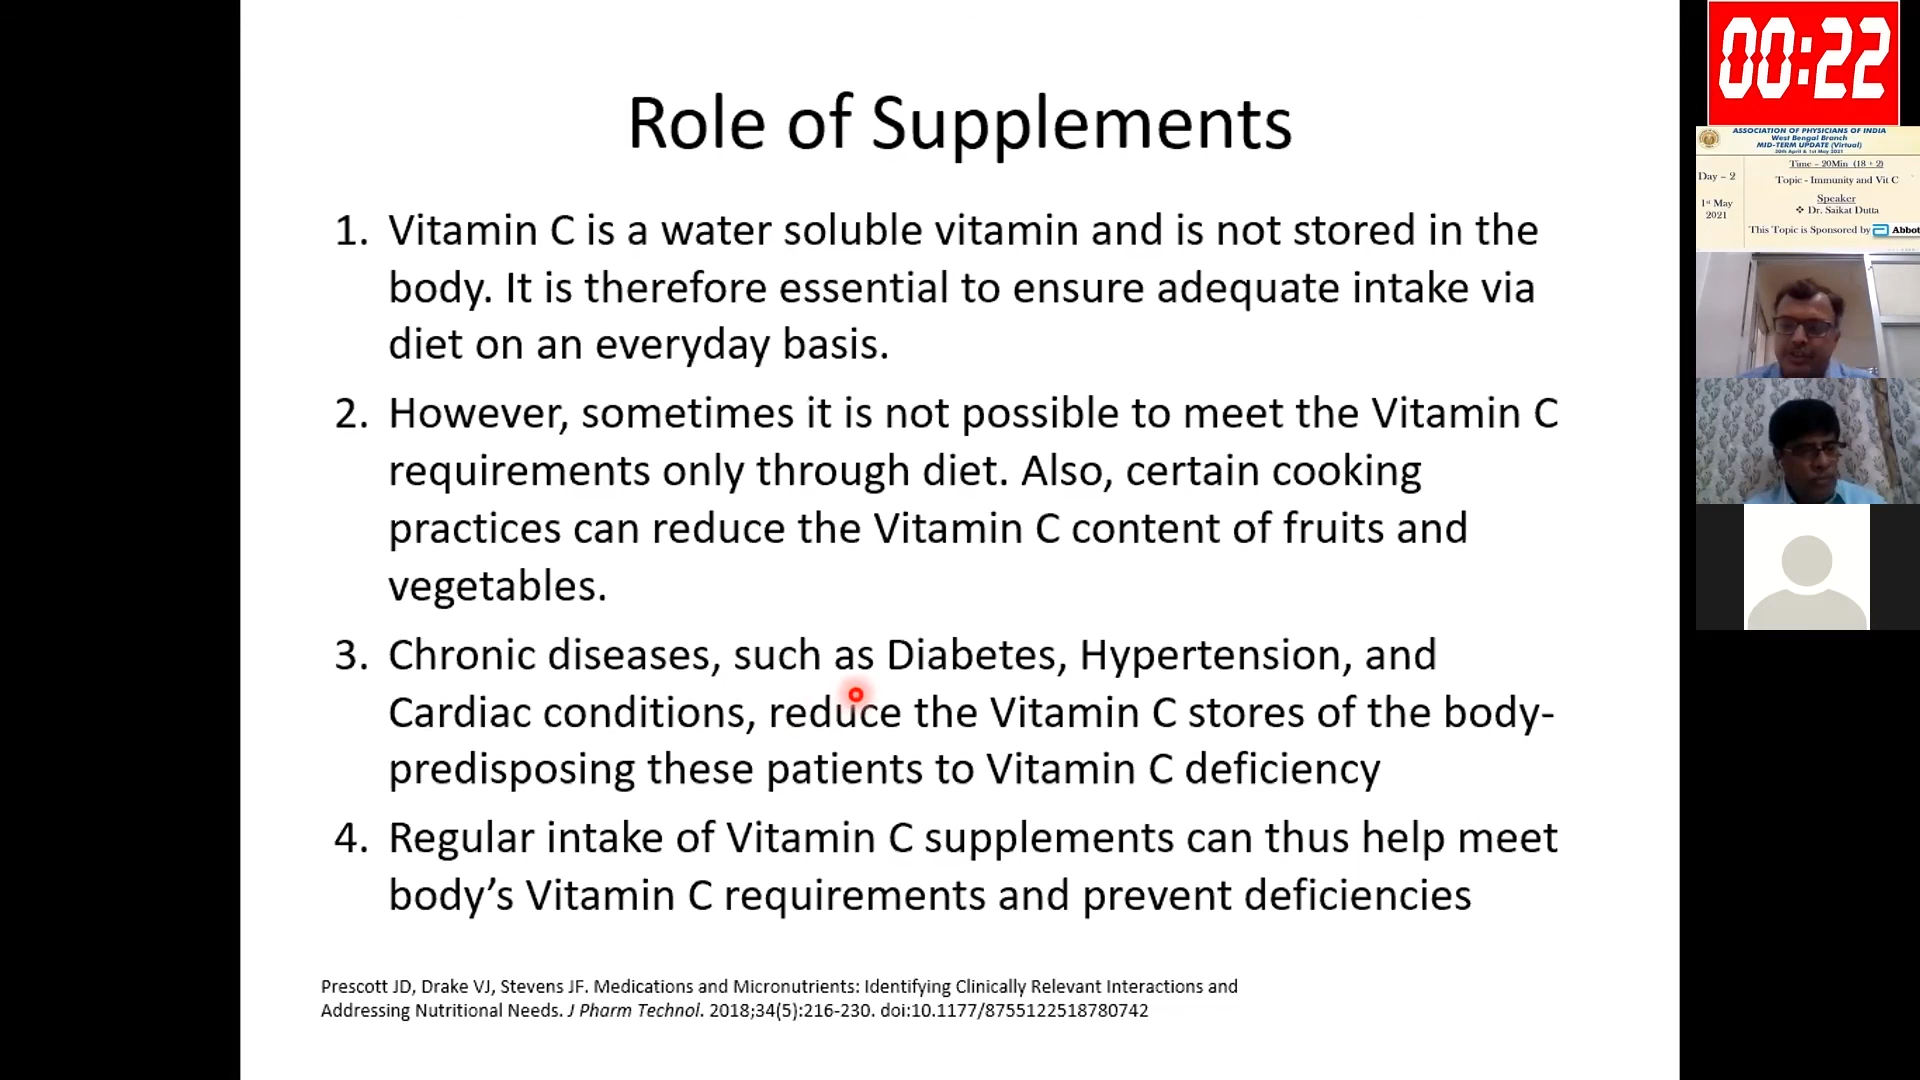 Role of Supplements
1. Vitamin C is a water soluble vitamin and is not stored in the
body. It is therefore essential to ensure adequate intake via
diet on an everyday basis.
2. However, sometimes it is not possible to meet the Vitamin C
requirements only through diet. Also, certain cooking
practices can reduce the Vitamin C content of fruits and
vegetables.
3. Chronic diseases, such as Diabetes, Hypertension, and
Cardiac conditions, reduce the Vitamin C stores of the body-
predisposing these patients to Vitamin C deficiency
4. Regular intake of Vitamin C supplements can thus help meet
body’s Vitamin C requirements and prevent deficiencies
Prescott JD, Drake VJ, Stevens JF. Medications and Micronutrients: Identifying Clinically Relevant Interactions and
Addressing Nutritional Needs. J Pharm Technol. 2018;34(5):216-230. doi:10.1177/8755122518780742
00:22
ASSOCIATION OF PHYSICIANS OF INDIA
West Bengal Branch
MID-TERM UPDATE (Virtual)
30th April & 1st May 2021
Time - 20Min (18 + 2)
Day – 2
Topic - Immunity and Vit C
1st May
2021
Speaker
❖ Dr. Saikat Dutta
This Topic is Sponsored by Abbot